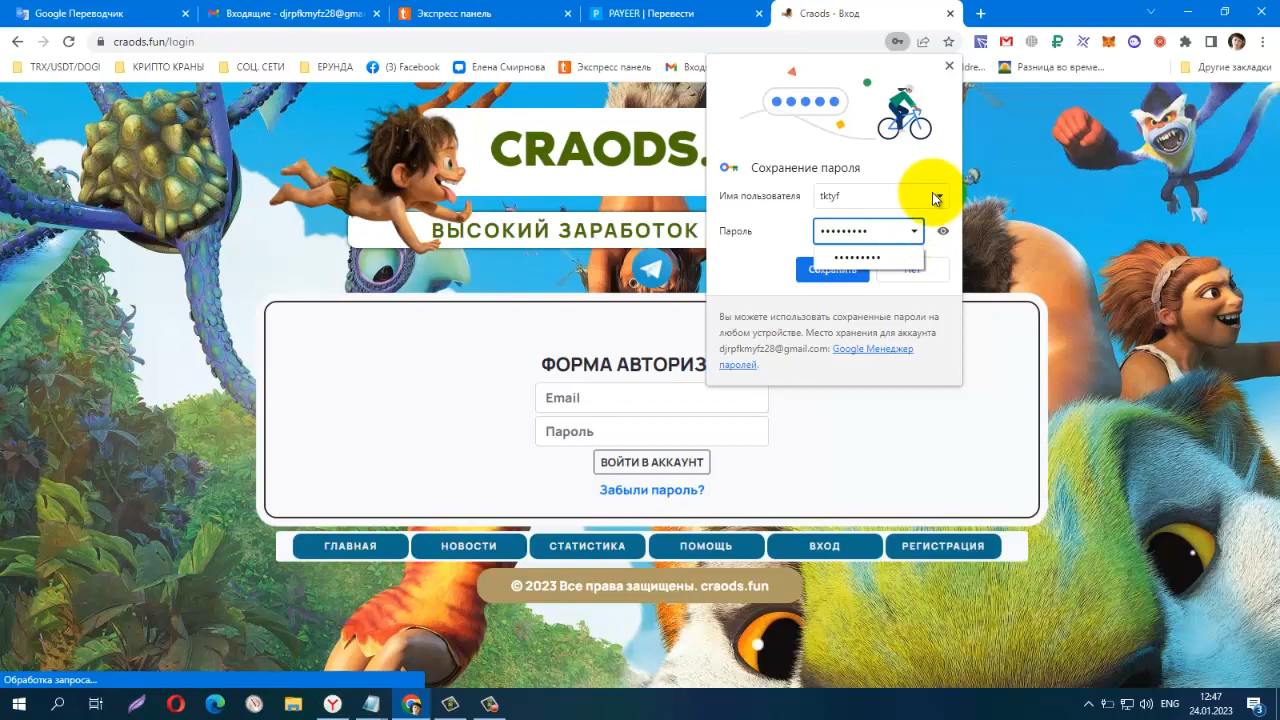 Google Переводчик
Входящие - djrpfkmyfz28@gma
Экспресс панель
PAYEER | Перевести
Craods - Вход
craods.fun/login
TRX/USDT/DOGI
КРИПТО КРАНЫ
СОЦ. СЕТИ
ЕРУНДА
(3) Facebook
Елена Смирнова
Экспресс панель
Разница во време...
Другие закладки
CRAODS.
ВЫСОКИЙ ЗАРАБОТОК
Сохранение пароля
Имя пользователя
tktyf
Пароль
Сохранить
Нет
Вы можете использовать сохраненные пароли на
любом устройстве. Место хранения для аккаунта
djrpfkmyfz28@gmail.com: Google Менеджер
паролей.
Email
Пароль
ВОЙТИ В АККАУНТ
Забыли пароль?
ГЛАВНАЯ
НОВОСТИ
СТАТИСТИКА
ПОМОЩЬ
ВХОД
РЕГИСТРАЦИЯ
© 2023 Все права защищены. craods.fun
Обработка запроса...
ENG
12:47
24.01.2023
3